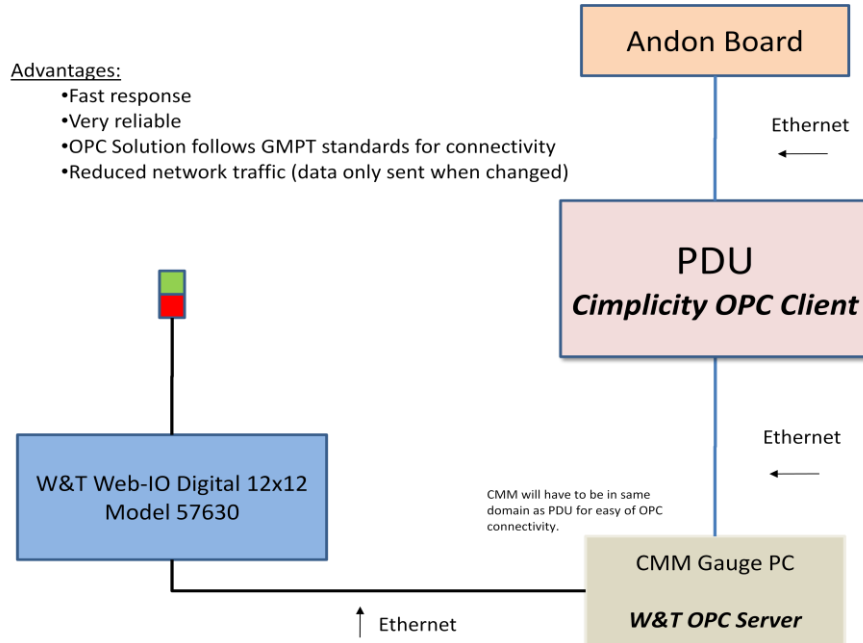 Andon Board
Advantages:
•Fast response
•Very reliable
•OPC Solution follows GMPT standards for connectivity
•Reduced network traffic (data only sent when changed)
Ethernet
PDU
Cimplicity OPC Client
Ethernet
W&T Web-IO Digital 12x12
Model 57630
CMM will have to be in same
domain as PDU for easy of OPC
connectivity.
CMM Gauge PC
W&T OPC Server
Ethernet